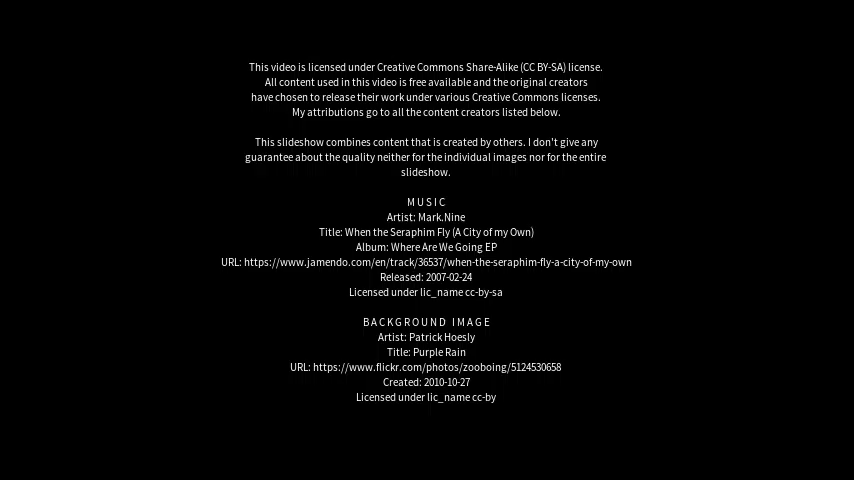 This video is licensed under Creative Commons Share-Alike (CC BY-SA) license.
All content used in this video is free available and the original creators
have chosen to release their work under various Creative Commons licenses.
My attributions go to all the content creators listed below.
This slideshow combines content that is created by others. I don't give any
guarantee about the quality neither for the individual images nor for the entire
slideshow.
MUSIC
Artist: Mark.Nine
Title: When the Seraphim Fly (A City of my Own)
Album: Where Are We Going EP
URL: https://www.jamendo.com/en/track/36537/when-the-seraphim-fly-a-city-of-my-own
Released: 2007-02-24
Licensed under lic_name cc-by-sa
BACKGROUND IMAGE
Artist: Patrick Hoesly
Title: Purple Rain
URL: https://www.flickr.com/photos/zooboing/5124530658
Created: 2010-10-27
Licensed under lic_name cc-by